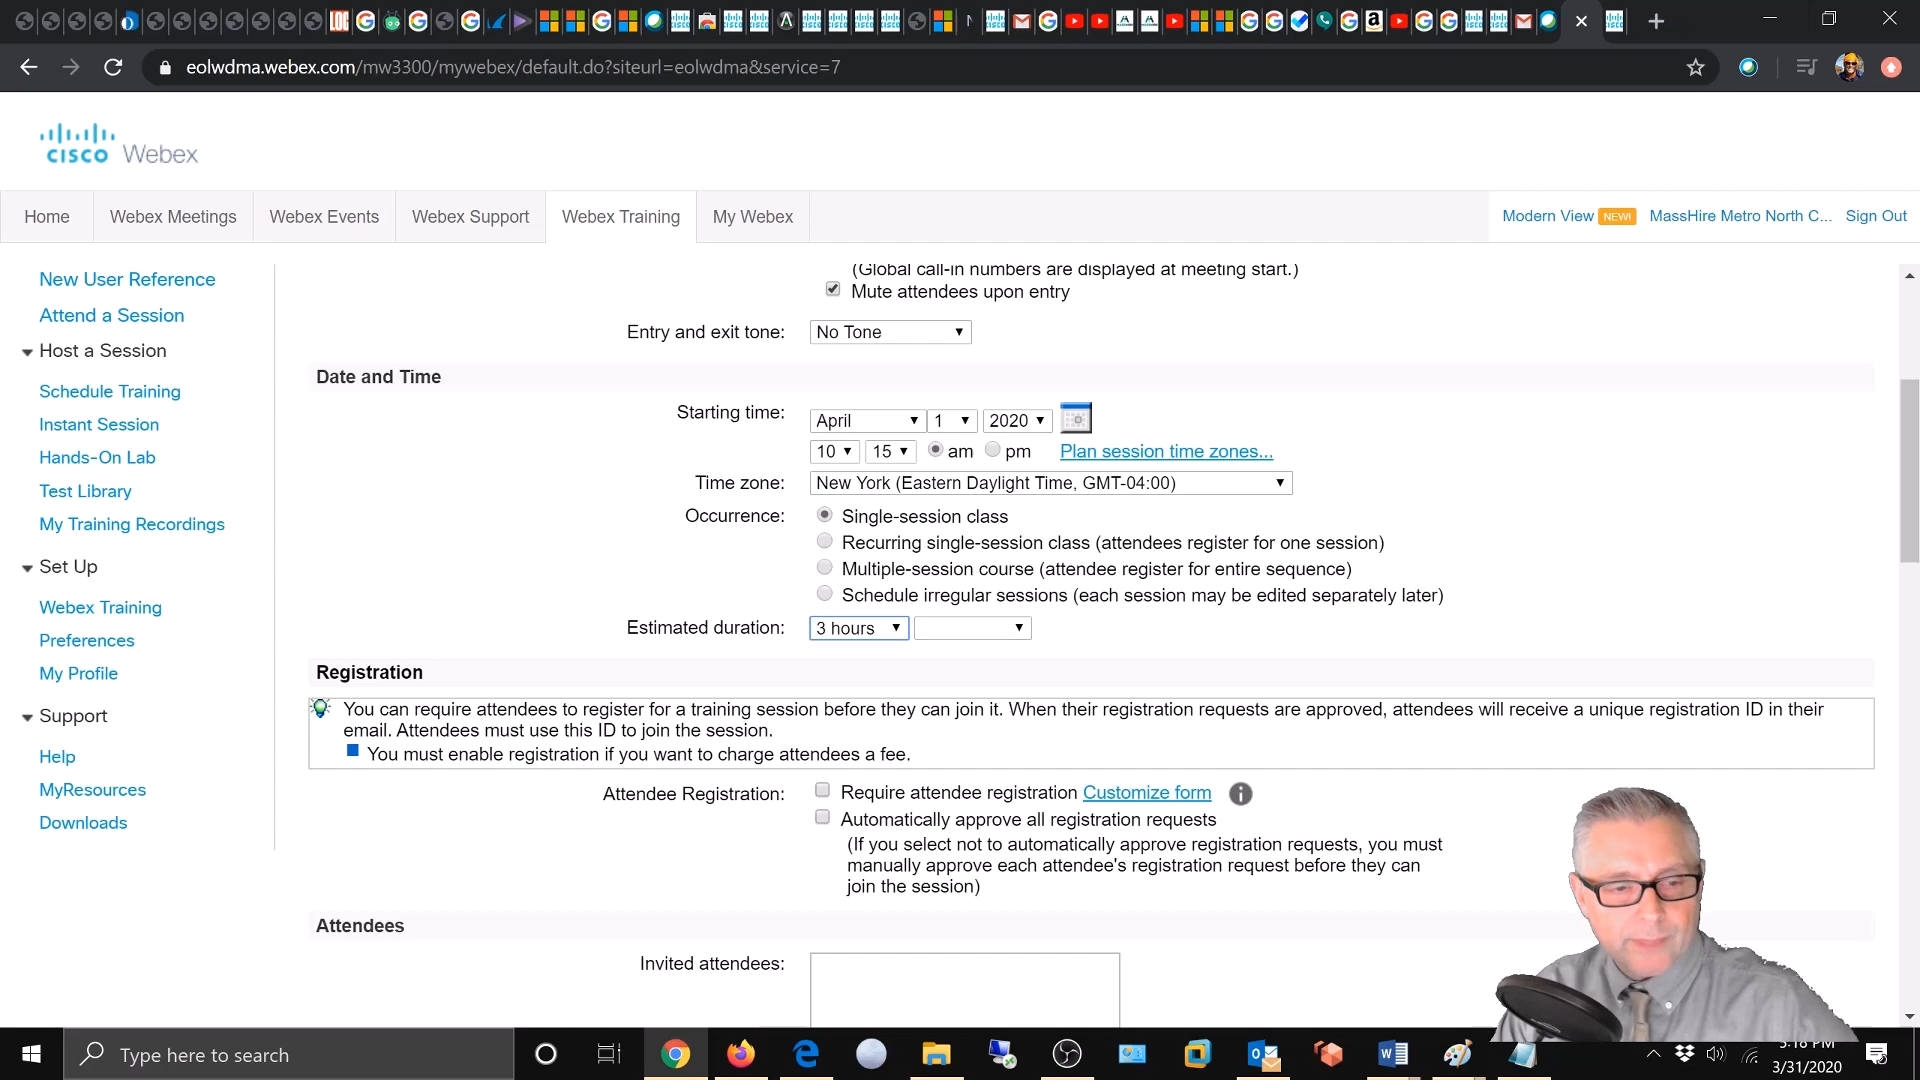 eolwdma.webex.com/mw3300/mywebex/default.do?siteurl=eolwdma&service=7
CISCO Webex
Home
Webex Meetings
Webex Events
Webex Support
Webex Training
My Webex
Modern View NEW!
MassHire Metro North C...
Sign Out
New User Reference
Attend a Session
Host a Session
Schedule Training
Instant Session
Hands-On Lab
Test Library
My Training Recordings
Set Up
Webex Training
Preferences
My Profile
Support
Help
MyResources
Downloads
(Global call-in numbers are displayed at meeting start.)
Mute attendees upon entry
Entry and exit tone: No Tone
Date and Time
Starting time: April 1 2020
10 15 am pm Plan session time zones...
Time zone: New York (Eastern Daylight Time, GMT-04:00)
Occurrence: Single-session class
Recurring single-session class (attendees register for one session)
Multiple-session course (attendee register for entire sequence)
Schedule irregular sessions (each session may be edited separately later)
Estimated duration: 3 hours
Registration
You can require attendees to register for a training session before they can join it. When their registration requests are approved, attendees will receive a unique registration ID in their
email. Attendees must use this ID to join the session.
You must enable registration if you want to charge attendees a fee.
Attendee Registration: Require attendee registration Customize form
Automatically approve all registration requests
(If you select not to automatically approve registration requests, you must
manually approve each attendee's registration request before they can
join the session)
Attendees
Invited attendees:
Type here to search
PM
3/31/2020